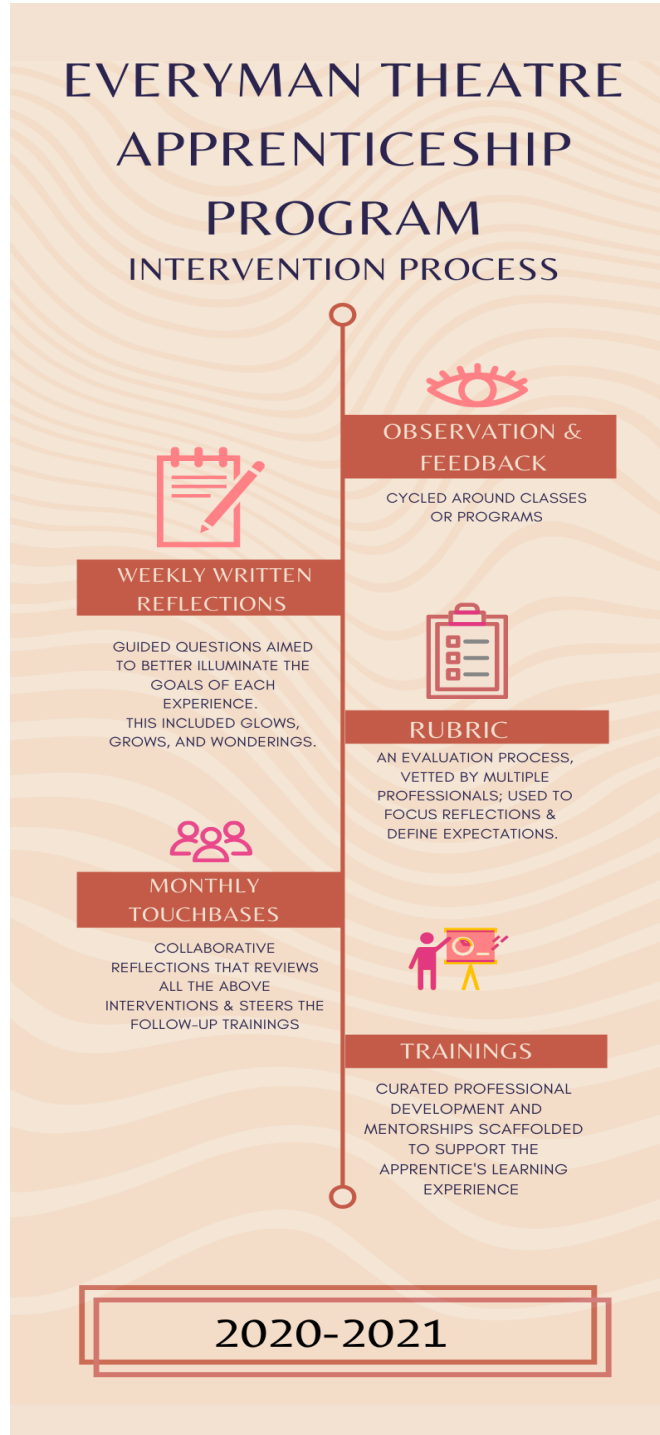 EVERYMAN THEATRE
APPRENTICESHIP
PROGRAM
INTERVENTION PROCESS
OBSERVATION &
FEEDBACK
CYCLED AROUND CLASSES
OR PROGRAMS
WEEKLY WRITTEN
REFLECTIONS
GUIDED QUESTIONS AIMED
TO BETTER ILLUMINATE THE
GOALS OF EACH
EXPERIENCE.
THIS INCLUDED GLOWS,
GROWS, AND WONDERINGS.
RUBRIC
AN EVALUATION PROCESS,
VETTED BY MULTIPLE
PROFESSIONALS; USED TO
FOCUS REFLECTIONS &
DEFINE EXPECTATIONS.
MONTHLY
TOUCHBASES
COLLABORATIVE
REFLECTIONS THAT REVIEWS
ALL THE ABOVE
INTERVENTIONS & STEERS THE
FOLLOW-UP TRAININGS
TRAININGS
CURATED PROFESSIONAL
DEVELOPMENT AND
MENTORSHIPS SCAFFOLDED
TO SUPPORT THE
APPRENTICE'S LEARNING
EXPERIENCE
2020-2021